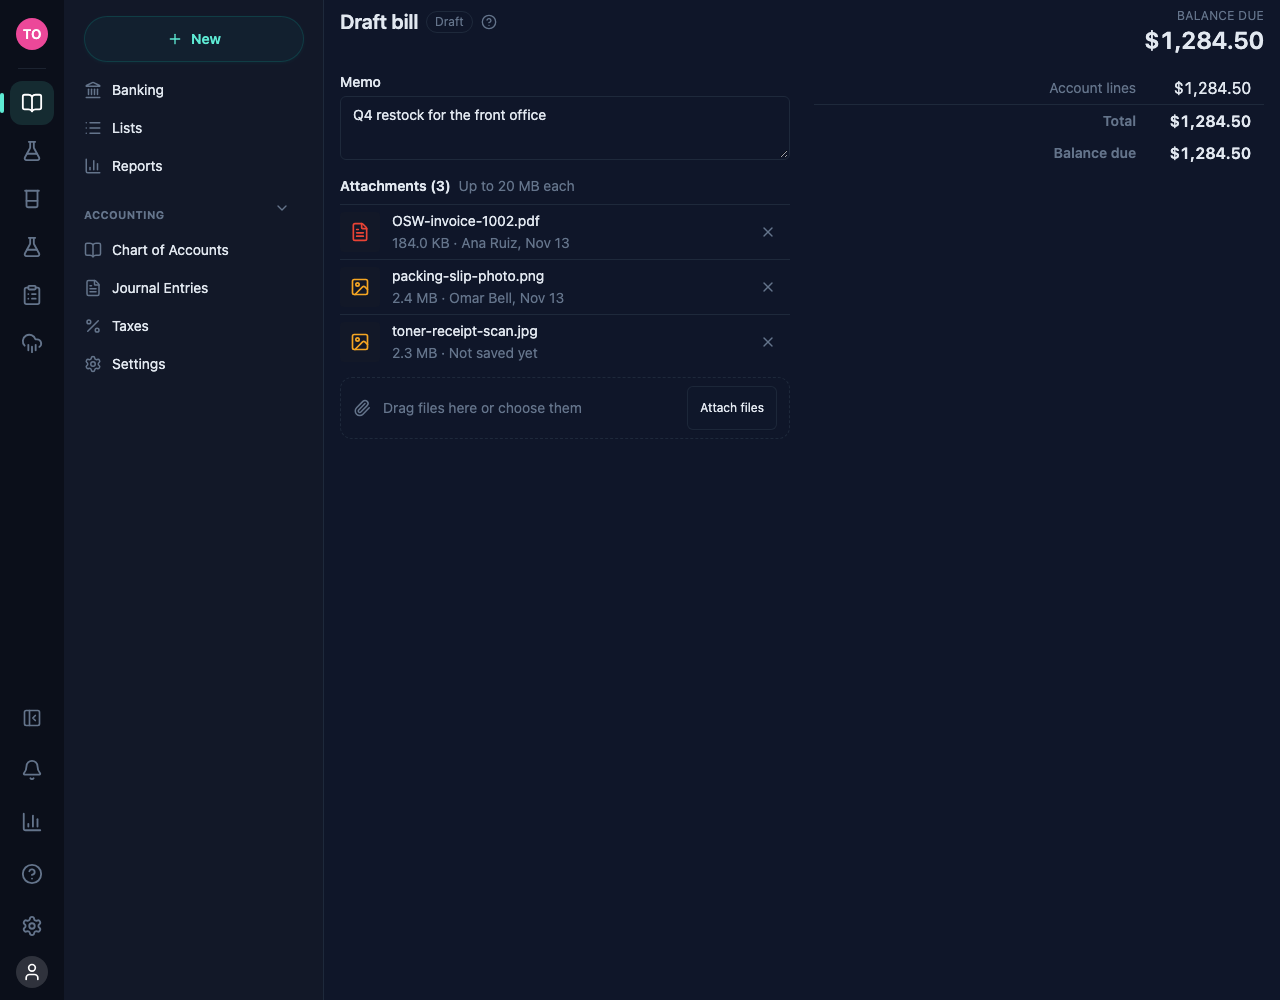 TO
New
Banking
Lists
Reports
ACCOUNTING
Chart of Accounts
Journal Entries
Taxes
Settings
Draft bill
Draft
BALANCE DUE
$1,284.50
Memo
Q4 restock for the front office
Account lines $1,284.50
Total $1,284.50
Balance due $1,284.50
Attachments (3) Up to 20 MB each
OSW-invoice-1002.pdf
184.0 KB · Ana Ruiz, Nov 13
packing-slip-photo.png
2.4 MB · Omar Bell, Nov 13
toner-receipt-scan.jpg
2.3 MB · Not saved yet
Drag files here or choose them
Attach files